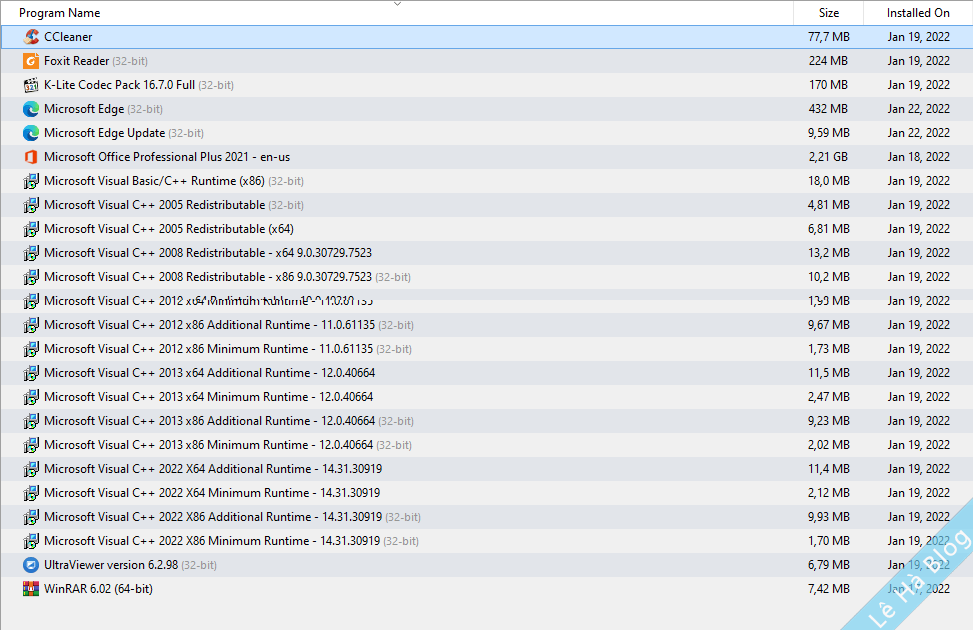 Program Name Size Installed On
CCleaner 77,7 MB Jan 19, 2022
Foxit Reader (32-bit) 224 MB Jan 19, 2022
K-Lite Codec Pack 16.7.0 Full (32-bit) 170 MB Jan 19, 2022
Microsoft Edge (32-bit) 432 MB Jan 22, 2022
Microsoft Edge Update (32-bit) 9,59 MB Jan 22, 2022
Microsoft Office Professional Plus 2021 - en-us 2,21 GB Jan 18, 2022
Microsoft Visual Basic/C++ Runtime (x86) (32-bit) 18,0 MB Jan 19, 2022
Microsoft Visual C++ 2005 Redistributable (32-bit) 4,81 MB Jan 19, 2022
Microsoft Visual C++ 2005 Redistributable (x64) 6,81 MB Jan 19, 2022
Microsoft Visual C++ 2008 Redistributable - x64 9.0.30729.7523 13,2 MB Jan 19, 2022
Microsoft Visual C++ 2008 Redistributable - x86 9.0.30729.7523 (32-bit) 10,2 MB Jan 19, 2022
Microsoft Visual C++ 2012 MB Jan 19, 2022
Microsoft Visual C++ 2012 x86 Additional Runtime - 11.0.61135 (32-bit) 9,67 MB Jan 19, 2022
Microsoft Visual C++ 2012 x86 Minimum Runtime - 11.0.61135 (32-bit) 1,73 MB Jan 19, 2022
Microsoft Visual C++ 2013 x64 Additional Runtime - 12.0.40664 11,5 MB Jan 19, 2022
Microsoft Visual C++ 2013 x64 Minimum Runtime - 12.0.40664 2,47 MB Jan 19, 2022
Microsoft Visual C++ 2013 x86 Additional Runtime - 12.0.40664 (32-bit) 9,23 MB Jan 19, 2022
Microsoft Visual C++ 2013 x86 Minimum Runtime - 12.0.40664 (32-bit) 2,02 MB Jan 19, 2022
Microsoft Visual C++ 2022 X64 Additional Runtime - 14.31.30919 11,4 MB Jan 19, 2022
Microsoft Visual C++ 2022 X64 Minimum Runtime - 14.31.30919 2,12 MB Jan 19, 2022
Microsoft Visual C++ 2022 X86 Additional Runtime - 14.31.30919 (32-bit) 9,93 MB Jan 19, 2022
Microsoft Visual C++ 2022 X86 Minimum Runtime - 14.31.30919 (32-bit) 1,70 MB Jan 19, 2022
UltraViewer version 6.2.98 (32-bit) 6,79 MB Jan 19, 2022
WinRAR 6.02 (64-bit) 7,42 MB Jan 2022
Lê Hà Blog